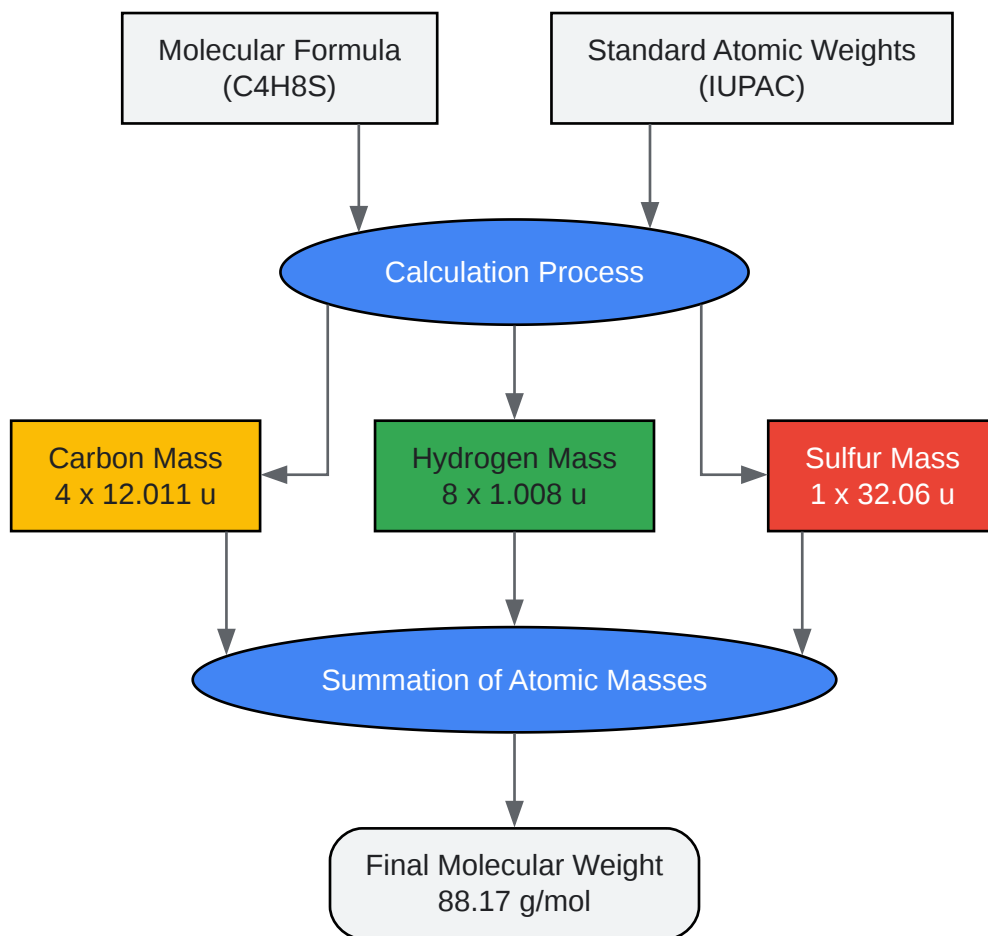 Molecular Formula
(C4H8S)
Standard Atomic Weights
(IUPAC)
Calculation Process
Carbon Mass
4 x 12.011 u
Hydrogen Mass
8 x 1.008 u
Sulfur Mass
1 x 32.06 u
Summation of Atomic Masses
Final Molecular Weight
88.17 g/mol